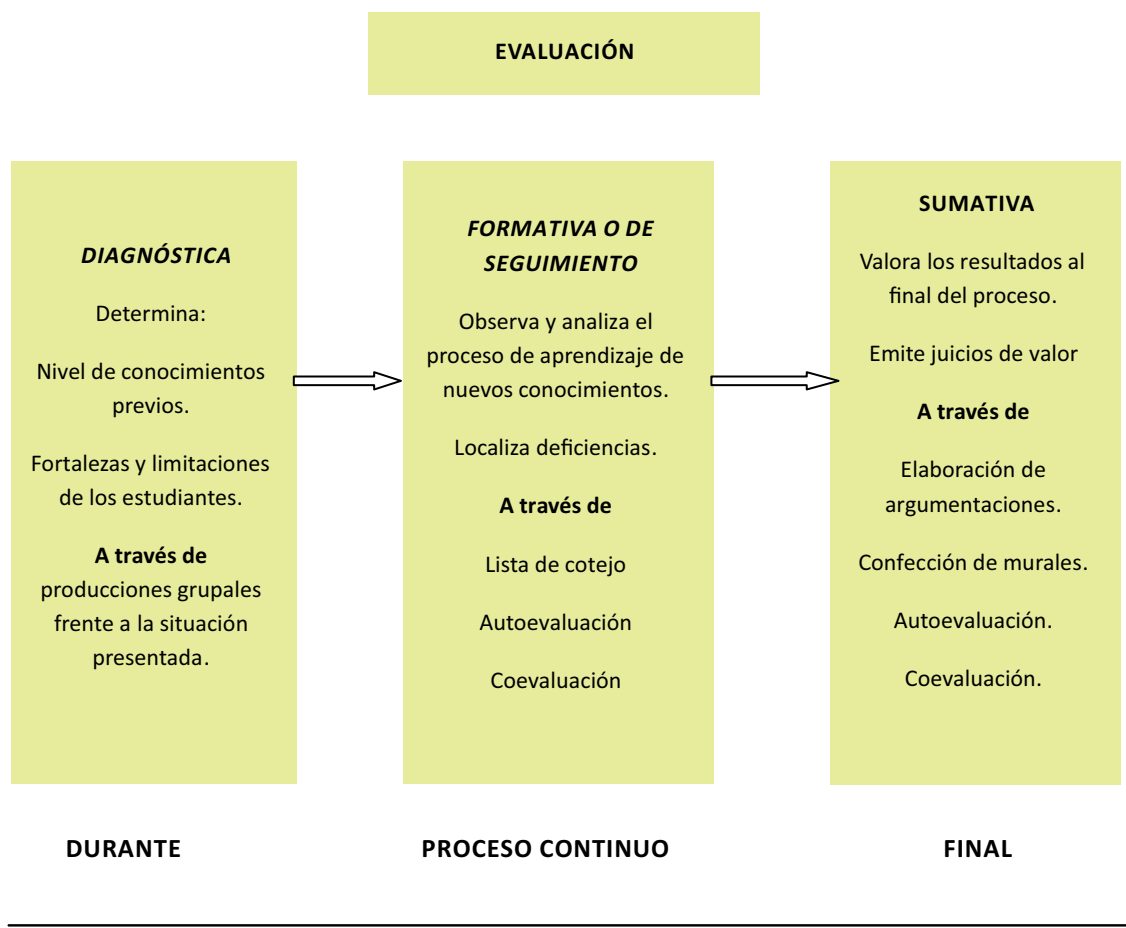 EVALUACIÓN
DIAGNÓSTICA
Determina:
Nivel de conocimientos
previos.
Fortalezas y limitaciones
de los estudiantes.
A través de
producciones grupales
frente a la situación
presentada.
FORMATIVA O DE
SEGUIMIENTO
Observa y analiza el
proceso de aprendizaje de
nuevos conocimientos.
Localiza deficiencias.
A través de
Lista de cotejo
Autoevaluación
Coevaluación
SUMATIVA
Valora los resultados al
final del proceso.
Emite juicios de valor
A través de
Elaboración de
argumentaciones.
Confección de murales.
Autoevaluación.
Coevaluación.
DURANTE
PROCESO CONTINUO
FINAL